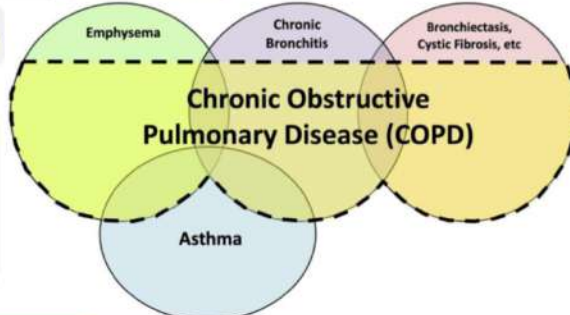 Emphysema
Chronic
Bronchitis
Bronchiectasis,
Cystic Fibrosis, etc
Chronic Obstructive
Pulmonary Disease (COPD)
Asthma